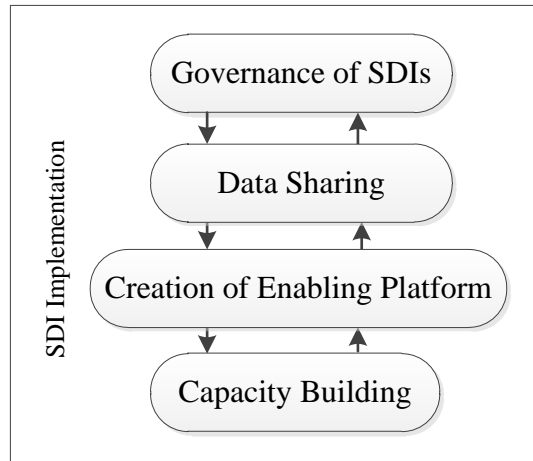 Governance of SDIs
Data Sharing
Creation of Enabling Platform
Capacity Building
SDI Implementation